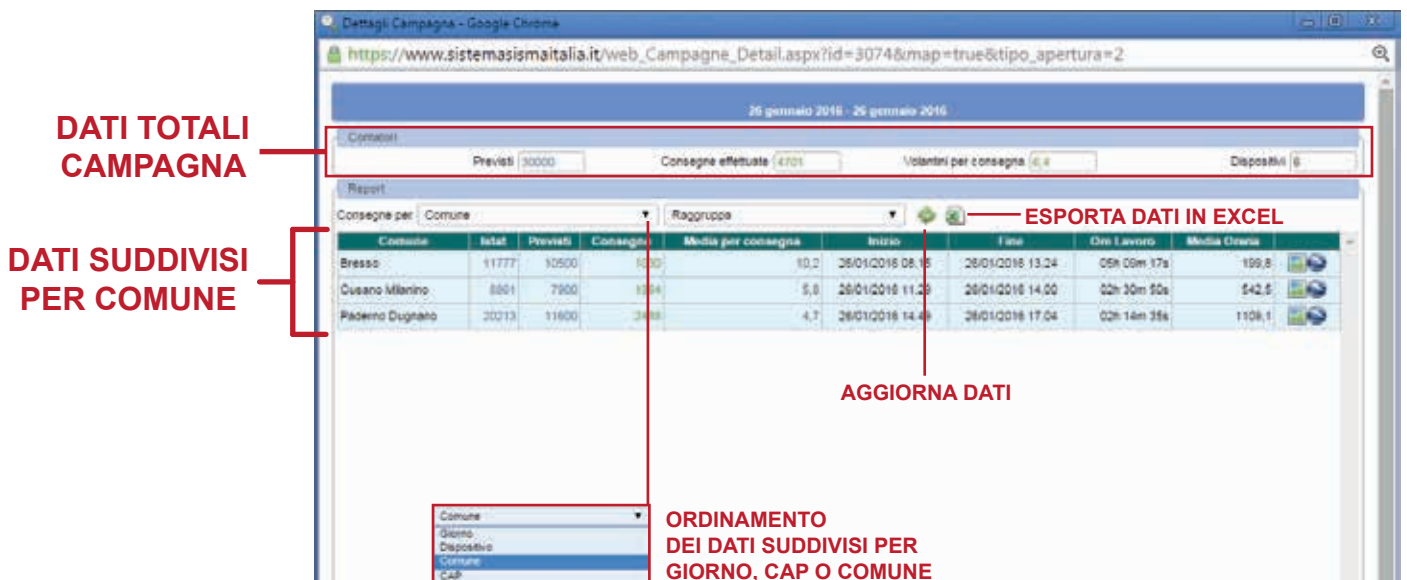 Dettagli Campagna - Google Chrome
https://www.sistemasismaitalia.it/web_Campagne_Detail.aspx?id=3074&map=true&tipo_apertura=2
26 gennaio 2016 - 26 gennaio 2016
DATI TOTALI
CAMPAGNA
Contatori
Previsti 30000 Consegne effettuate 4701 Volantini per consegna 6,4 Dispositivi 6
Report
Consegne per Comune Raggruppa
ESPORTA DATI IN EXCEL
DATI SUDDIVISI
PER COMUNE
Comune Istat Previsti Consegne Media per consegna Inizio Fine Ore Lavoro Media Oraria
Bresso 11777 10500 10,2 26/01/2016 08.15 26/01/2016 13.24 05h 09m 17s 199,8
Cusano Milanino 7900 5,8 26/01/2016 11.29 26/01/2016 14.00 02h 30m 50s 542,5
Paderno Dugnano 20213 11600 4,7 26/01/2016 14.49 26/01/2016 17.04 02h 14m 35s 1109,1
AGGIORNA DATI
Comune
Giorno
Dispositivo
Comune
CAP
ORDINAMENTO
DEI DATI SUDDIVISI PER
GIORNO, CAP O COMUNE